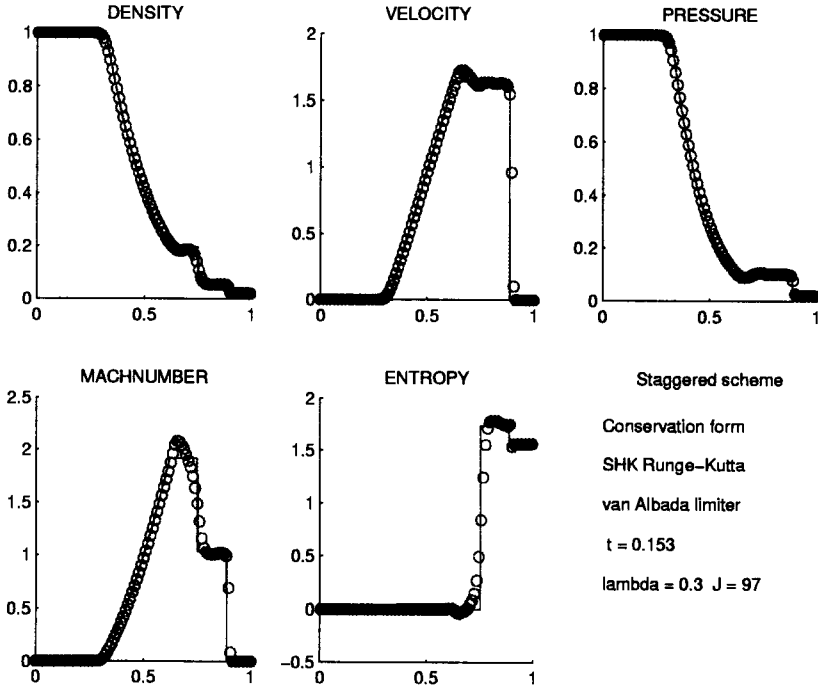 DENSITY
1
0.8
0.6
0.4
0.2
0
0 0.5 1
VELOCITY
2
1.5
1
0.5
0
0 0.5 1
PRESSURE
1
0.8
0.6
0.4
0.2
0
0 0.5 1
MACHNUMBER
2.5
2
1.5
1
0.5
0
0 0.5 1
ENTROPY
2
1.5
1
0.5
0
−0.5
0 0.5 1
Staggered scheme
Conservation form
SHK Runge−Kutta
van Albada limiter
t = 0.153
lambda = 0.3 J = 97